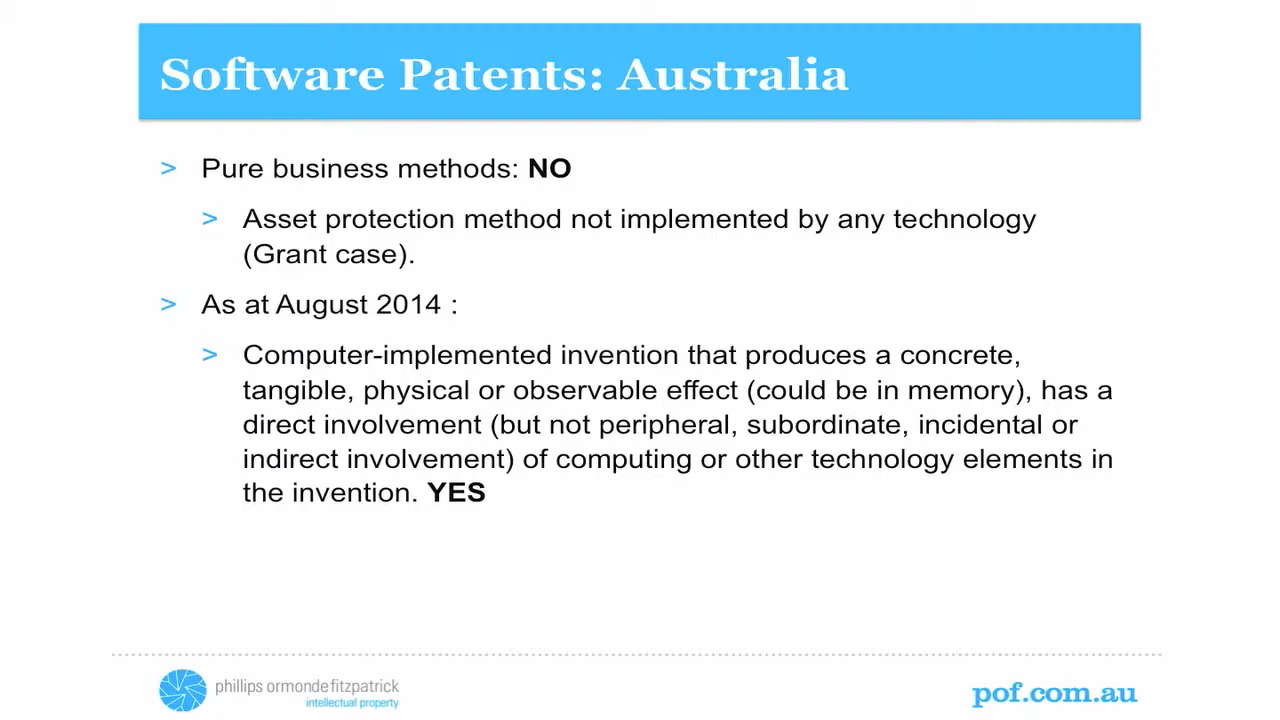 Software Patents: Australia
> Pure business methods: NO
> Asset protection method not implemented by any technology
(Grant case).
> As at August 2014 :
> Computer-implemented invention that produces a concrete,
tangible, physical or observable effect (could be in memory), has a
direct involvement (but not peripheral, subordinate, incidental or
indirect involvement) of computing or other technology elements in
the invention. YES
phillips ormonde fitzpatrick
intellectual property
pof.com.au